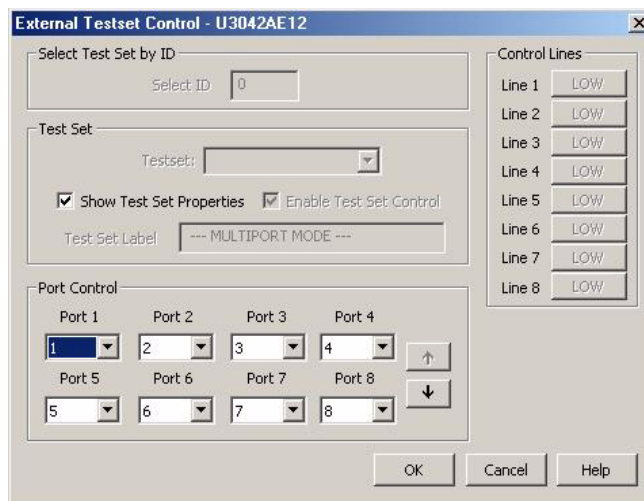 External Testset Control - U3042AE12
Select Test Set by ID
Select ID 0
Test Set
Testset:
Show Test Set Properties Enable Test Set Control
Test Set Label --- MULTIPORT MODE ---
Port Control
Port 1 Port 2 Port 3 Port 4
1 2 3 4
Port 5 Port 6 Port 7 Port 8
5 6 7 8
Control Lines
Line 1 LOW
Line 2 LOW
Line 3 LOW
Line 4 LOW
Line 5 LOW
Line 6 LOW
Line 7 LOW
Line 8 LOW
OK Cancel Help